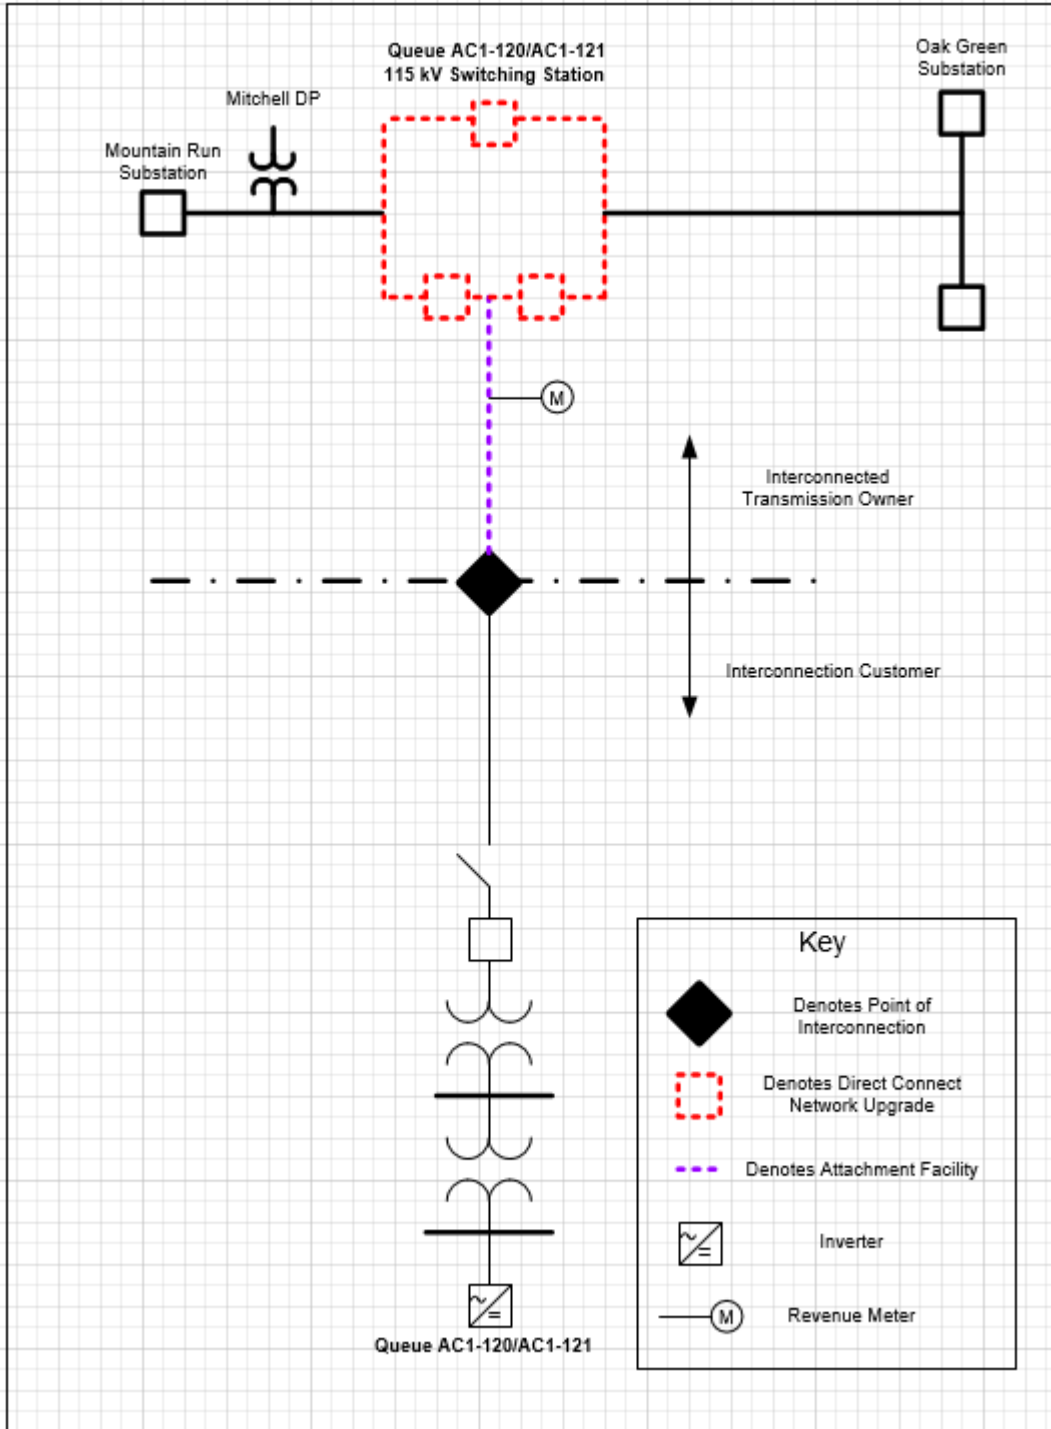 Queue AC1-120/AC1-121
115 kV Switching Station
Oak Green
Substation
Mitchell DP
Mountain Run
Substation
M
Interconnected
Transmission Owner
Interconnection Customer
Key
Denotes Point of
Interconnection
Denotes Direct Connect
Network Upgrade
Denotes Attachment Facility
Inverter
M
Revenue Meter
Queue AC1-120/AC1-121